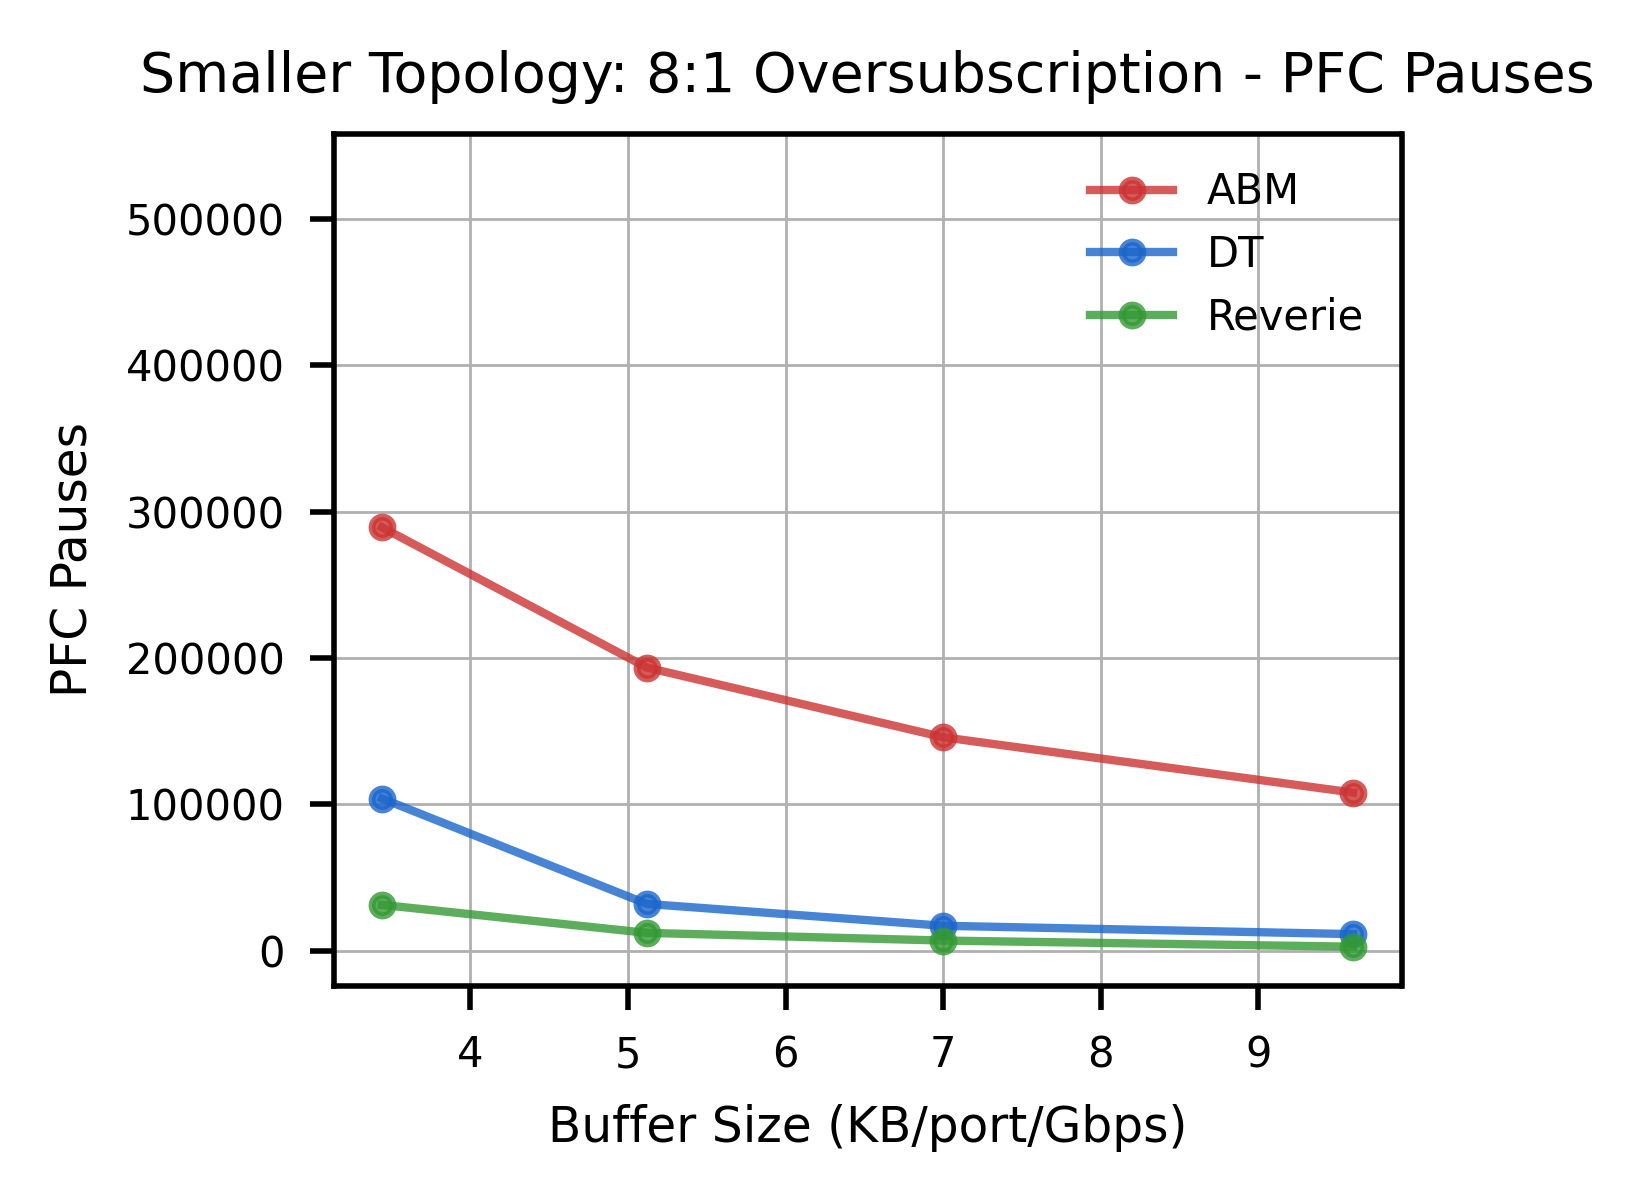 Smaller Topology: 8:1 Oversubscription - PFC Pauses
ABM
DT
Reverie
500000
400000
300000
200000
100000
0
PFC Pauses
4 5 6 7 8 9
Buffer Size (KB/port/Gbps)